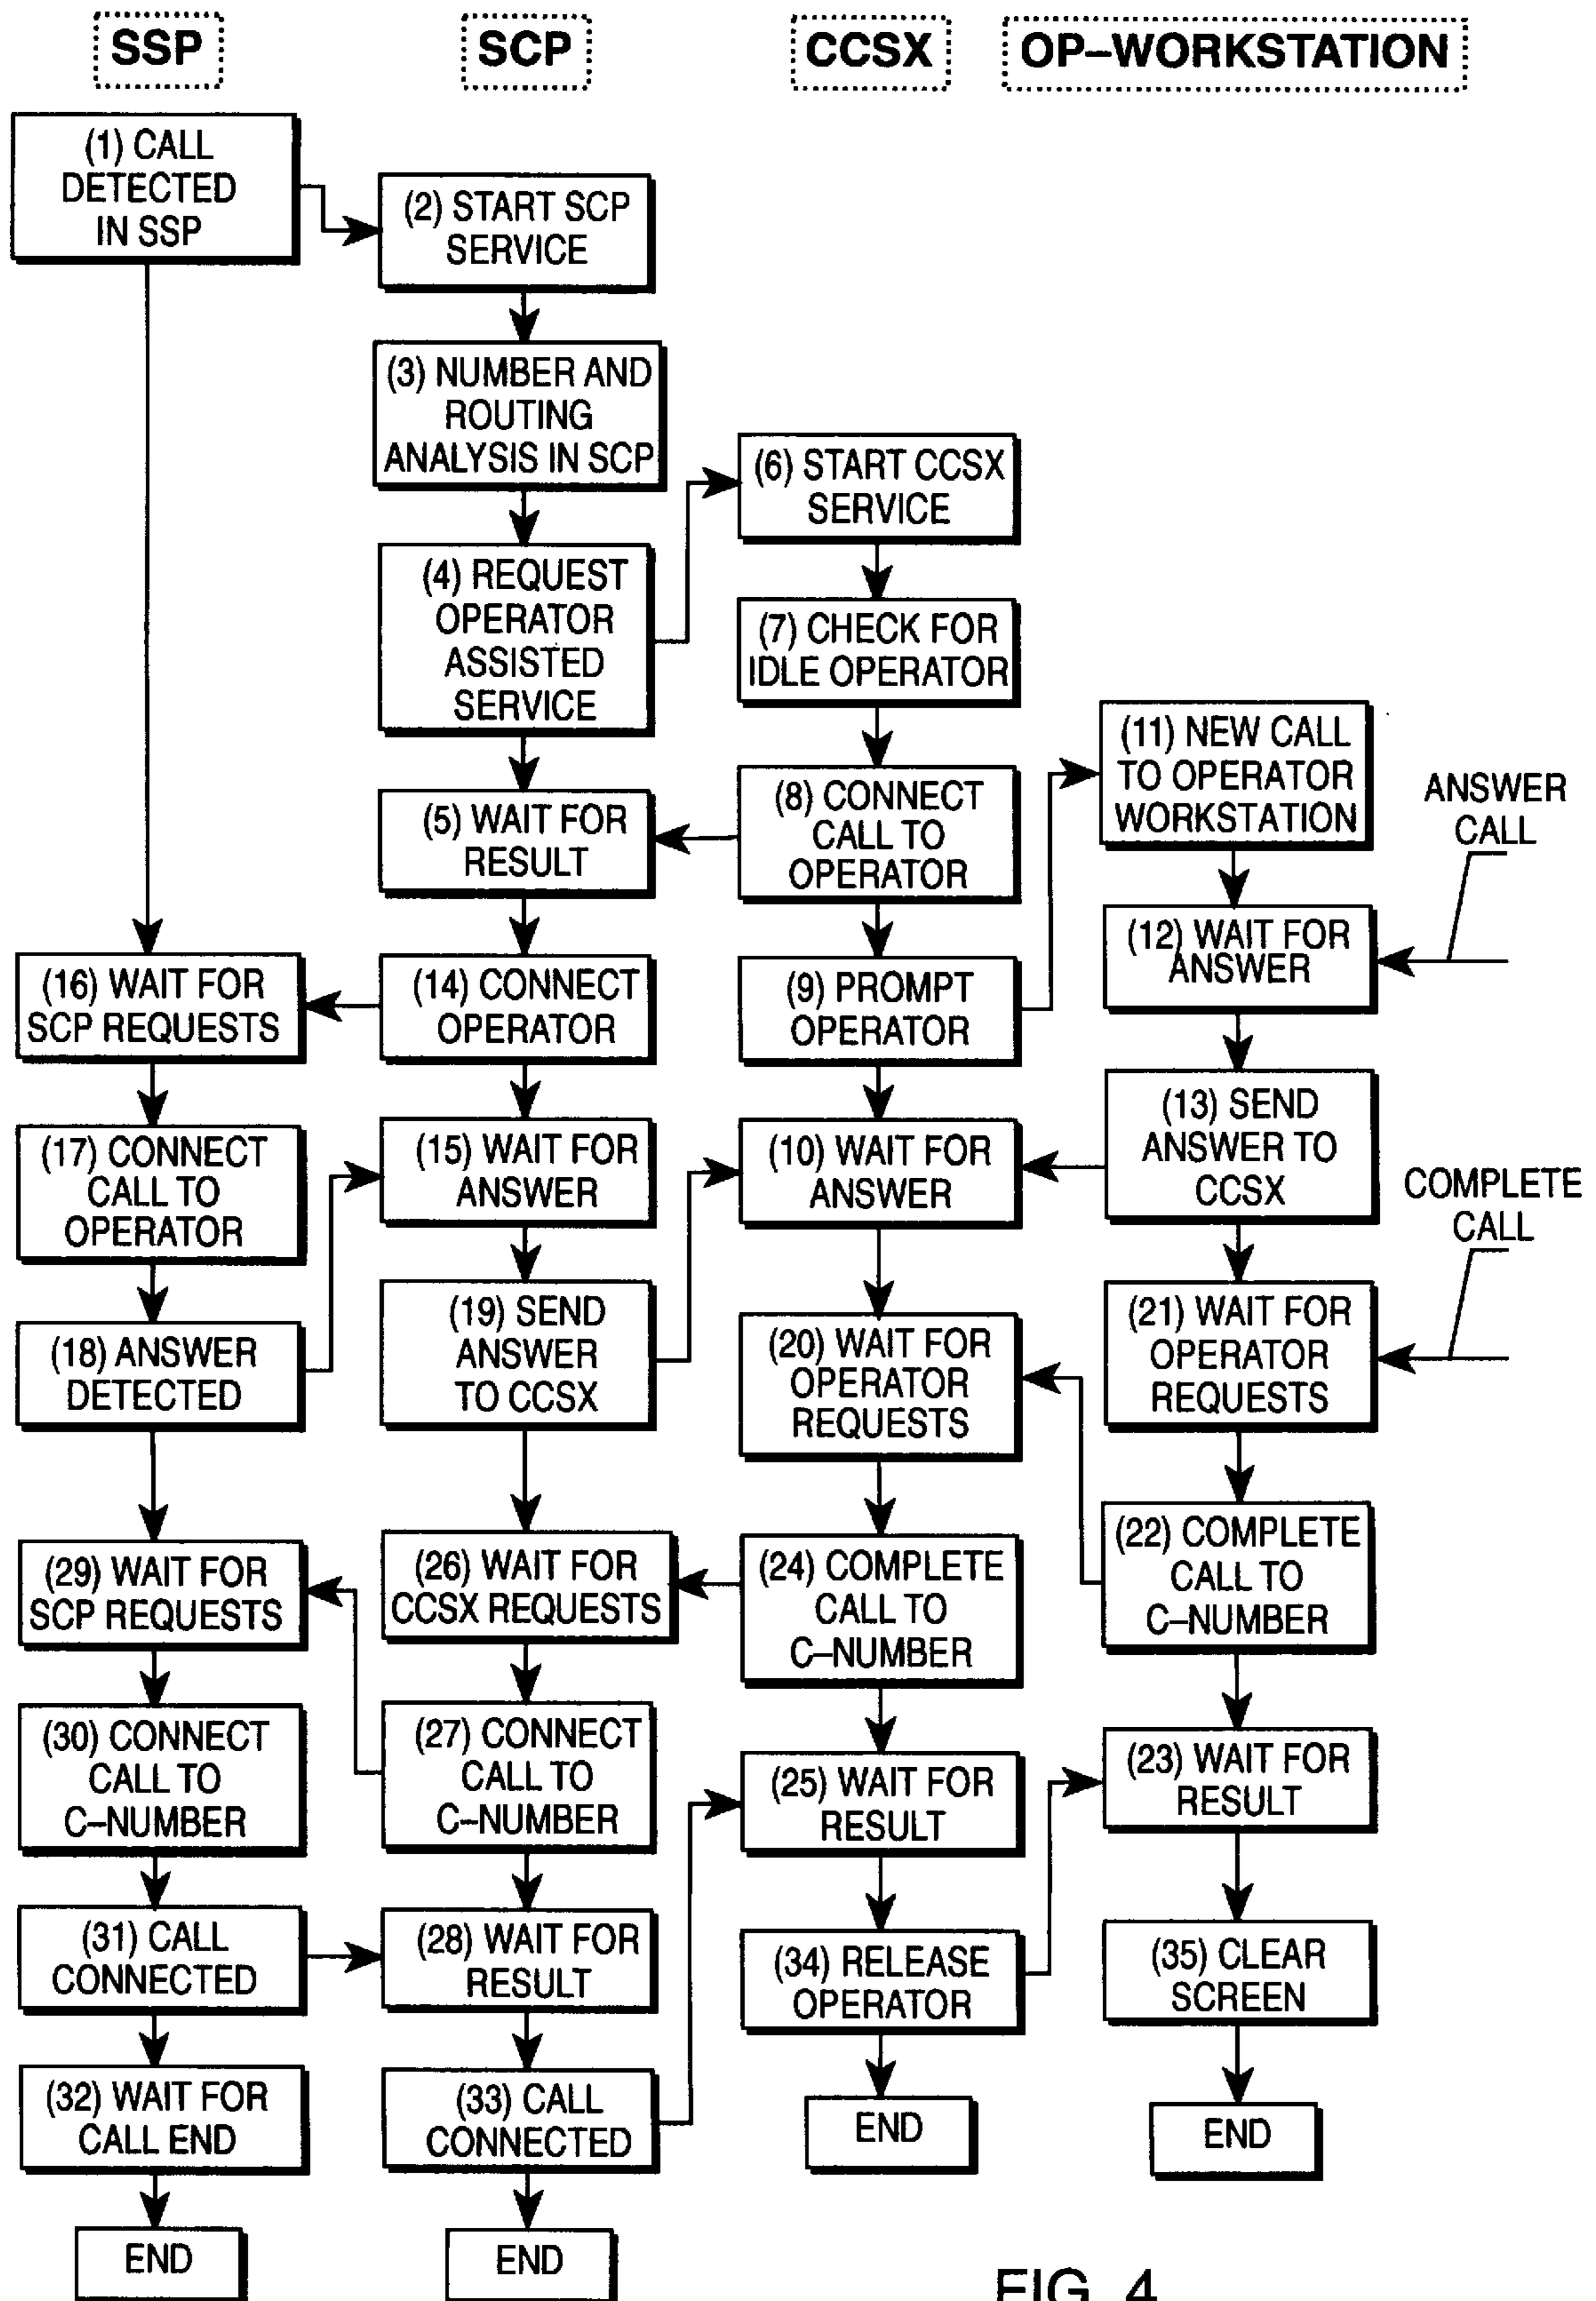 SSP
SCP
CCSX
OP–WORKSTATION
(1) CALL
DETECTED
IN SSP
(2) START SCP
SERVICE
(3) NUMBER AND
ROUTING
ANALYSIS IN SCP
(6) START CCSX
SERVICE
(4) REQUEST
OPERATOR
ASSISTED
SERVICE
(7) CHECK FOR
IDLE OPERATOR
(11) NEW CALL
TO OPERATOR
WORKSTATION
ANSWER
CALL
(5) WAIT FOR
RESULT
(8) CONNECT
CALL TO
OPERATOR
(12) WAIT FOR
ANSWER
(16) WAIT FOR
SCP REQUESTS
(14) CONNECT
OPERATOR
(9) PROMPT
OPERATOR
(13) SEND
ANSWER TO
CCSX
COMPLETE
CALL
(17) CONNECT
CALL TO
OPERATOR
(15) WAIT FOR
ANSWER
(10) WAIT FOR
ANSWER
(18) ANSWER
DETECTED
(19) SEND
ANSWER
TO CCSX
(20) WAIT FOR
OPERATOR
REQUESTS
(21) WAIT FOR
OPERATOR
REQUESTS
(29) WAIT FOR
SCP REQUESTS
(26) WAIT FOR
CCSX REQUESTS
(24) COMPLETE
CALL TO
C–NUMBER
(22) COMPLETE
CALL TO
C–NUMBER
(30) CONNECT
CALL TO
C–NUMBER
(27) CONNECT
CALL TO
C–NUMBER
(25) WAIT FOR
RESULT
(23) WAIT FOR
RESULT
(31) CALL
CONNECTED
(28) WAIT FOR
RESULT
(34) RELEASE
OPERATOR
(35) CLEAR
SCREEN
(32) WAIT FOR
CALL END
(33) CALL
CONNECTED
END
END
END
END
FIG. 4